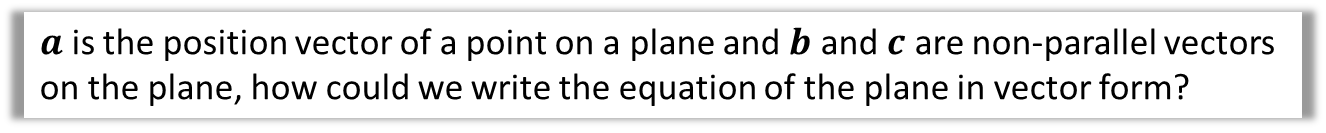 a is the position vector of a point on a plane and b and c are non-parallel vectors
on the plane, how could we write the equation of the plane in vector form?